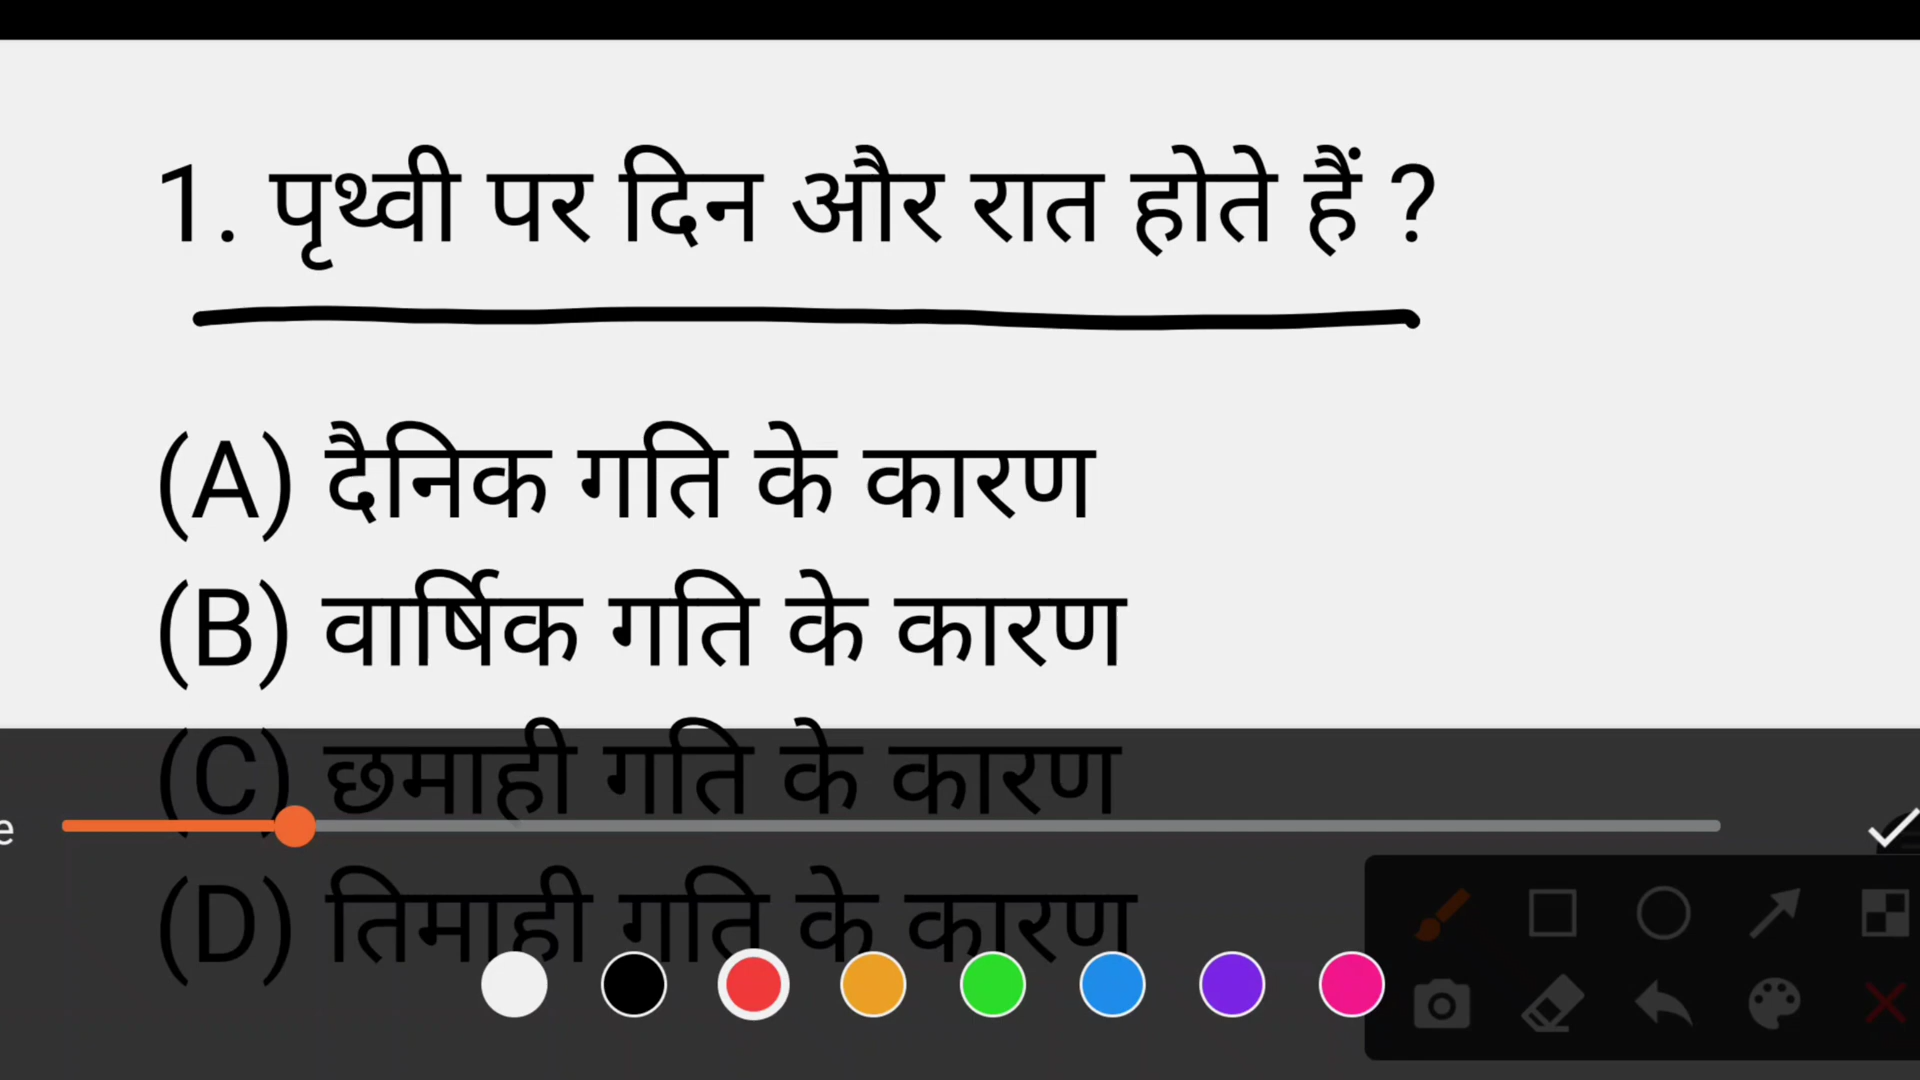 1. पृथ्वी पर दिन और रात होते हैं ?
(A) दैनिक गति के कारण
(B) वार्षिक गति के कारण
(C) छमाही गति के कारण
e
(D) तिमाही गति के कारण